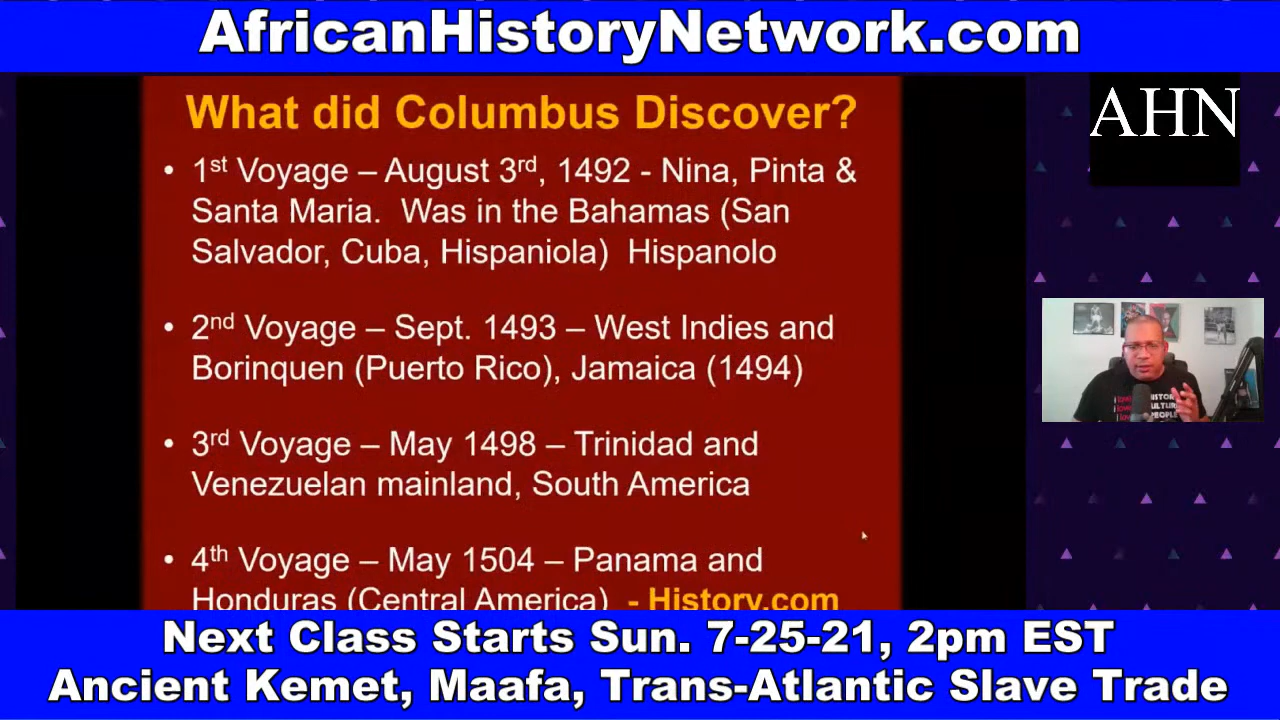 AfricanHistoryNetwork.com
AHN
What did Columbus Discover?
• 1st Voyage – August 3rd, 1492 - Nina, Pinta &
Santa Maria. Was in the Bahamas (San
Salvador, Cuba, Hispaniola) Hispanolo
• 2nd Voyage – Sept. 1493 – West Indies and
Borinquen (Puerto Rico), Jamaica (1494)
• 3rd Voyage – May 1498 – Trinidad and
Venezuelan mainland, South America
• 4th Voyage – May 1504 – Panama and
Honduras (Central America) - History.com
Next Class Starts Sun. 7-25-21, 2pm EST
Ancient Kemet, Maafa, Trans-Atlantic Slave Trade